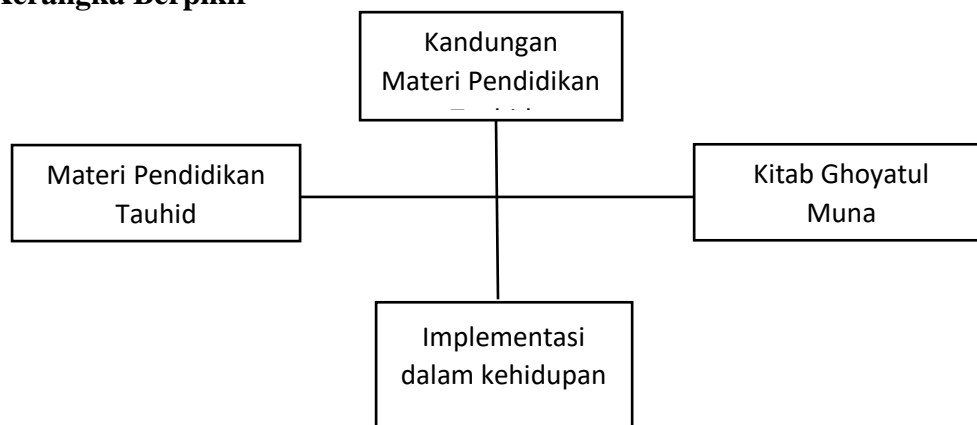 Kerangka Berpikir
Kandungan
Materi Pendidikan
Materi Pendidikan
Tauhid
Kitab Ghoyatul
Muna
Implementasi
dalam kehidupan